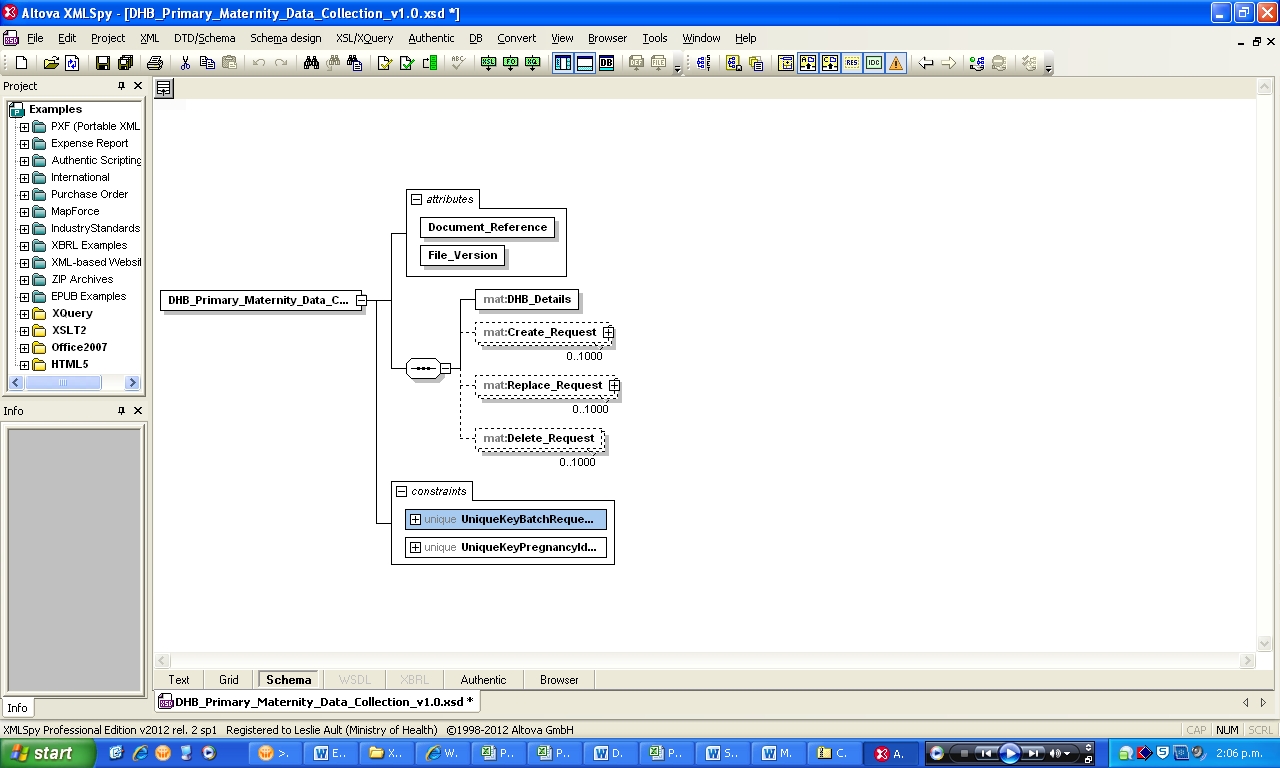 Altova XMLSpy - [DHB_Primary_Maternity_Data_Collection_v1.0.xsd *]
File Edit Project XML DTD/Schema Schema design XSL/XQuery Authentic DB Convert View Browser Tools Window Help
Project
Examples
PXF (Portable XML
Expense Report
Authentic Scripting
International
Purchase Order
MapForce
IndustryStandards
XBRL Examples
XML-based Websi
ZIP Archives
EPUB Examples
XQuery
XSLT2
Office2007
HTML5
Info
Info
attributes
Document_Reference
File_Version
DHB_Primary_Maternity_Data_C...
mat:DHB_Details
mat:Create_Request
0..1000
mat:Replace_Request
0..1000
mat:Delete_Request
0..1000
constraints
unique UniqueKeyBatchReque...
unique UniqueKeyPregnancyId...
Text Grid Schema WSDL XBRL Authentic Browser
DHB_Primary_Maternity_Data_Collection_v1.0.xsd *
XMLSpy Professional Edition v2012 rel. 2 sp1 Registered to Leslie Ault (Ministry of Health) ©1998-2012 Altova GmbH CAP NUM SCRL
start >. E.. X.. W. P.. P.. D. P.. S.. M. C. A. 2:06 p.m.